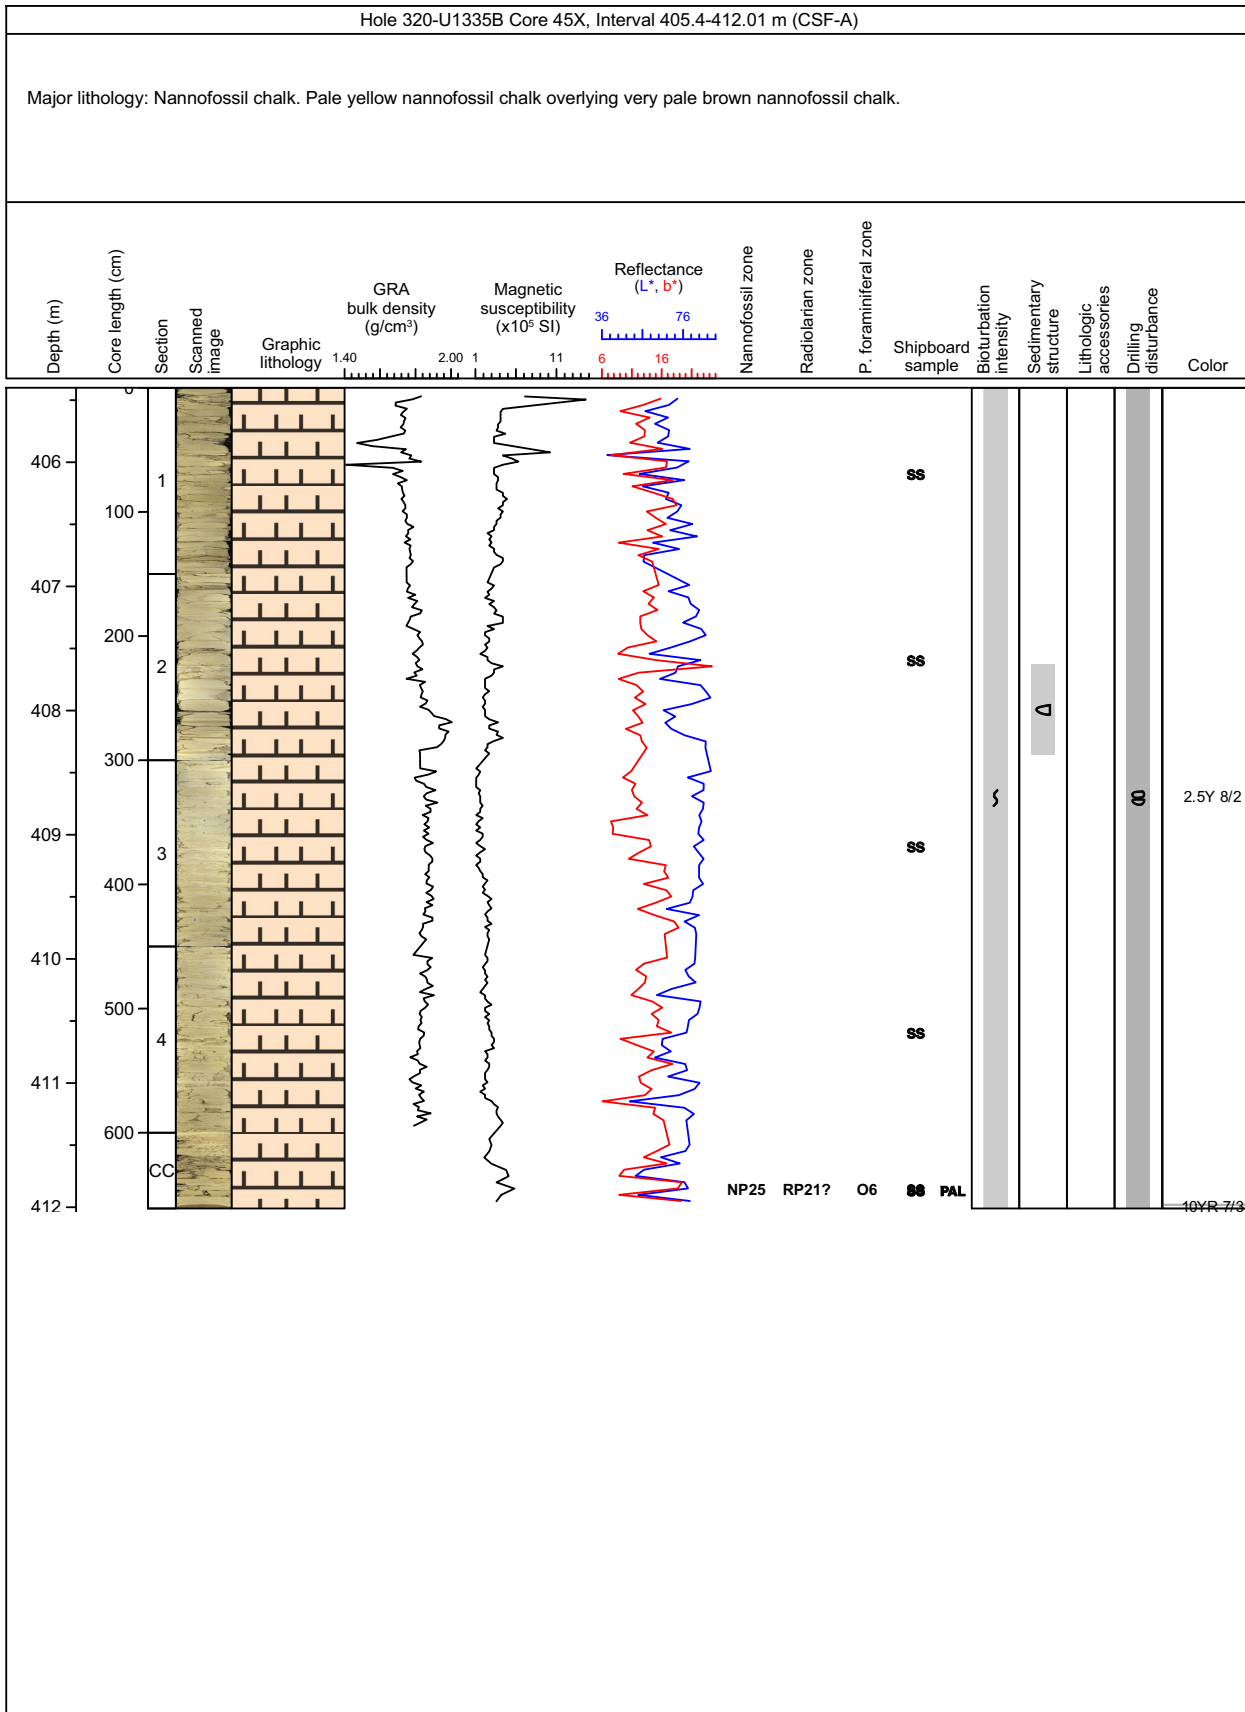 Hole 320-U1335B Core 45X, Interval 405.4-412.01 m (CSF-A)
Major lithology: Nannofossil chalk. Pale yellow nannofossil chalk overlying very pale brown nannofossil chalk.
Depth (m)
Core length (cm)
Section
Scanned
image
Graphic
lithology
GRA
bulk density
(g/cm³)
1.40 2.00
Magnetic
susceptibility
(x10⁵ SI)
1 11
Reflectance
(L*, b*)
36 76
6 16
Nannofossil zone
Radiolarian zone
P. foraminiferal zone
Shipboard
sample
Bioturbation
intensity
Sedimentary
structure
Lithologic
accessories
Drilling
disturbance
Color
0
406
1
SS
100
407
200
2
SS
408
300
2.5Y 8/2
409
3
SS
400
410
500
4
SS
411
600
CC
NP25 RP21? O6 SS PAL
412
10YR 7/3